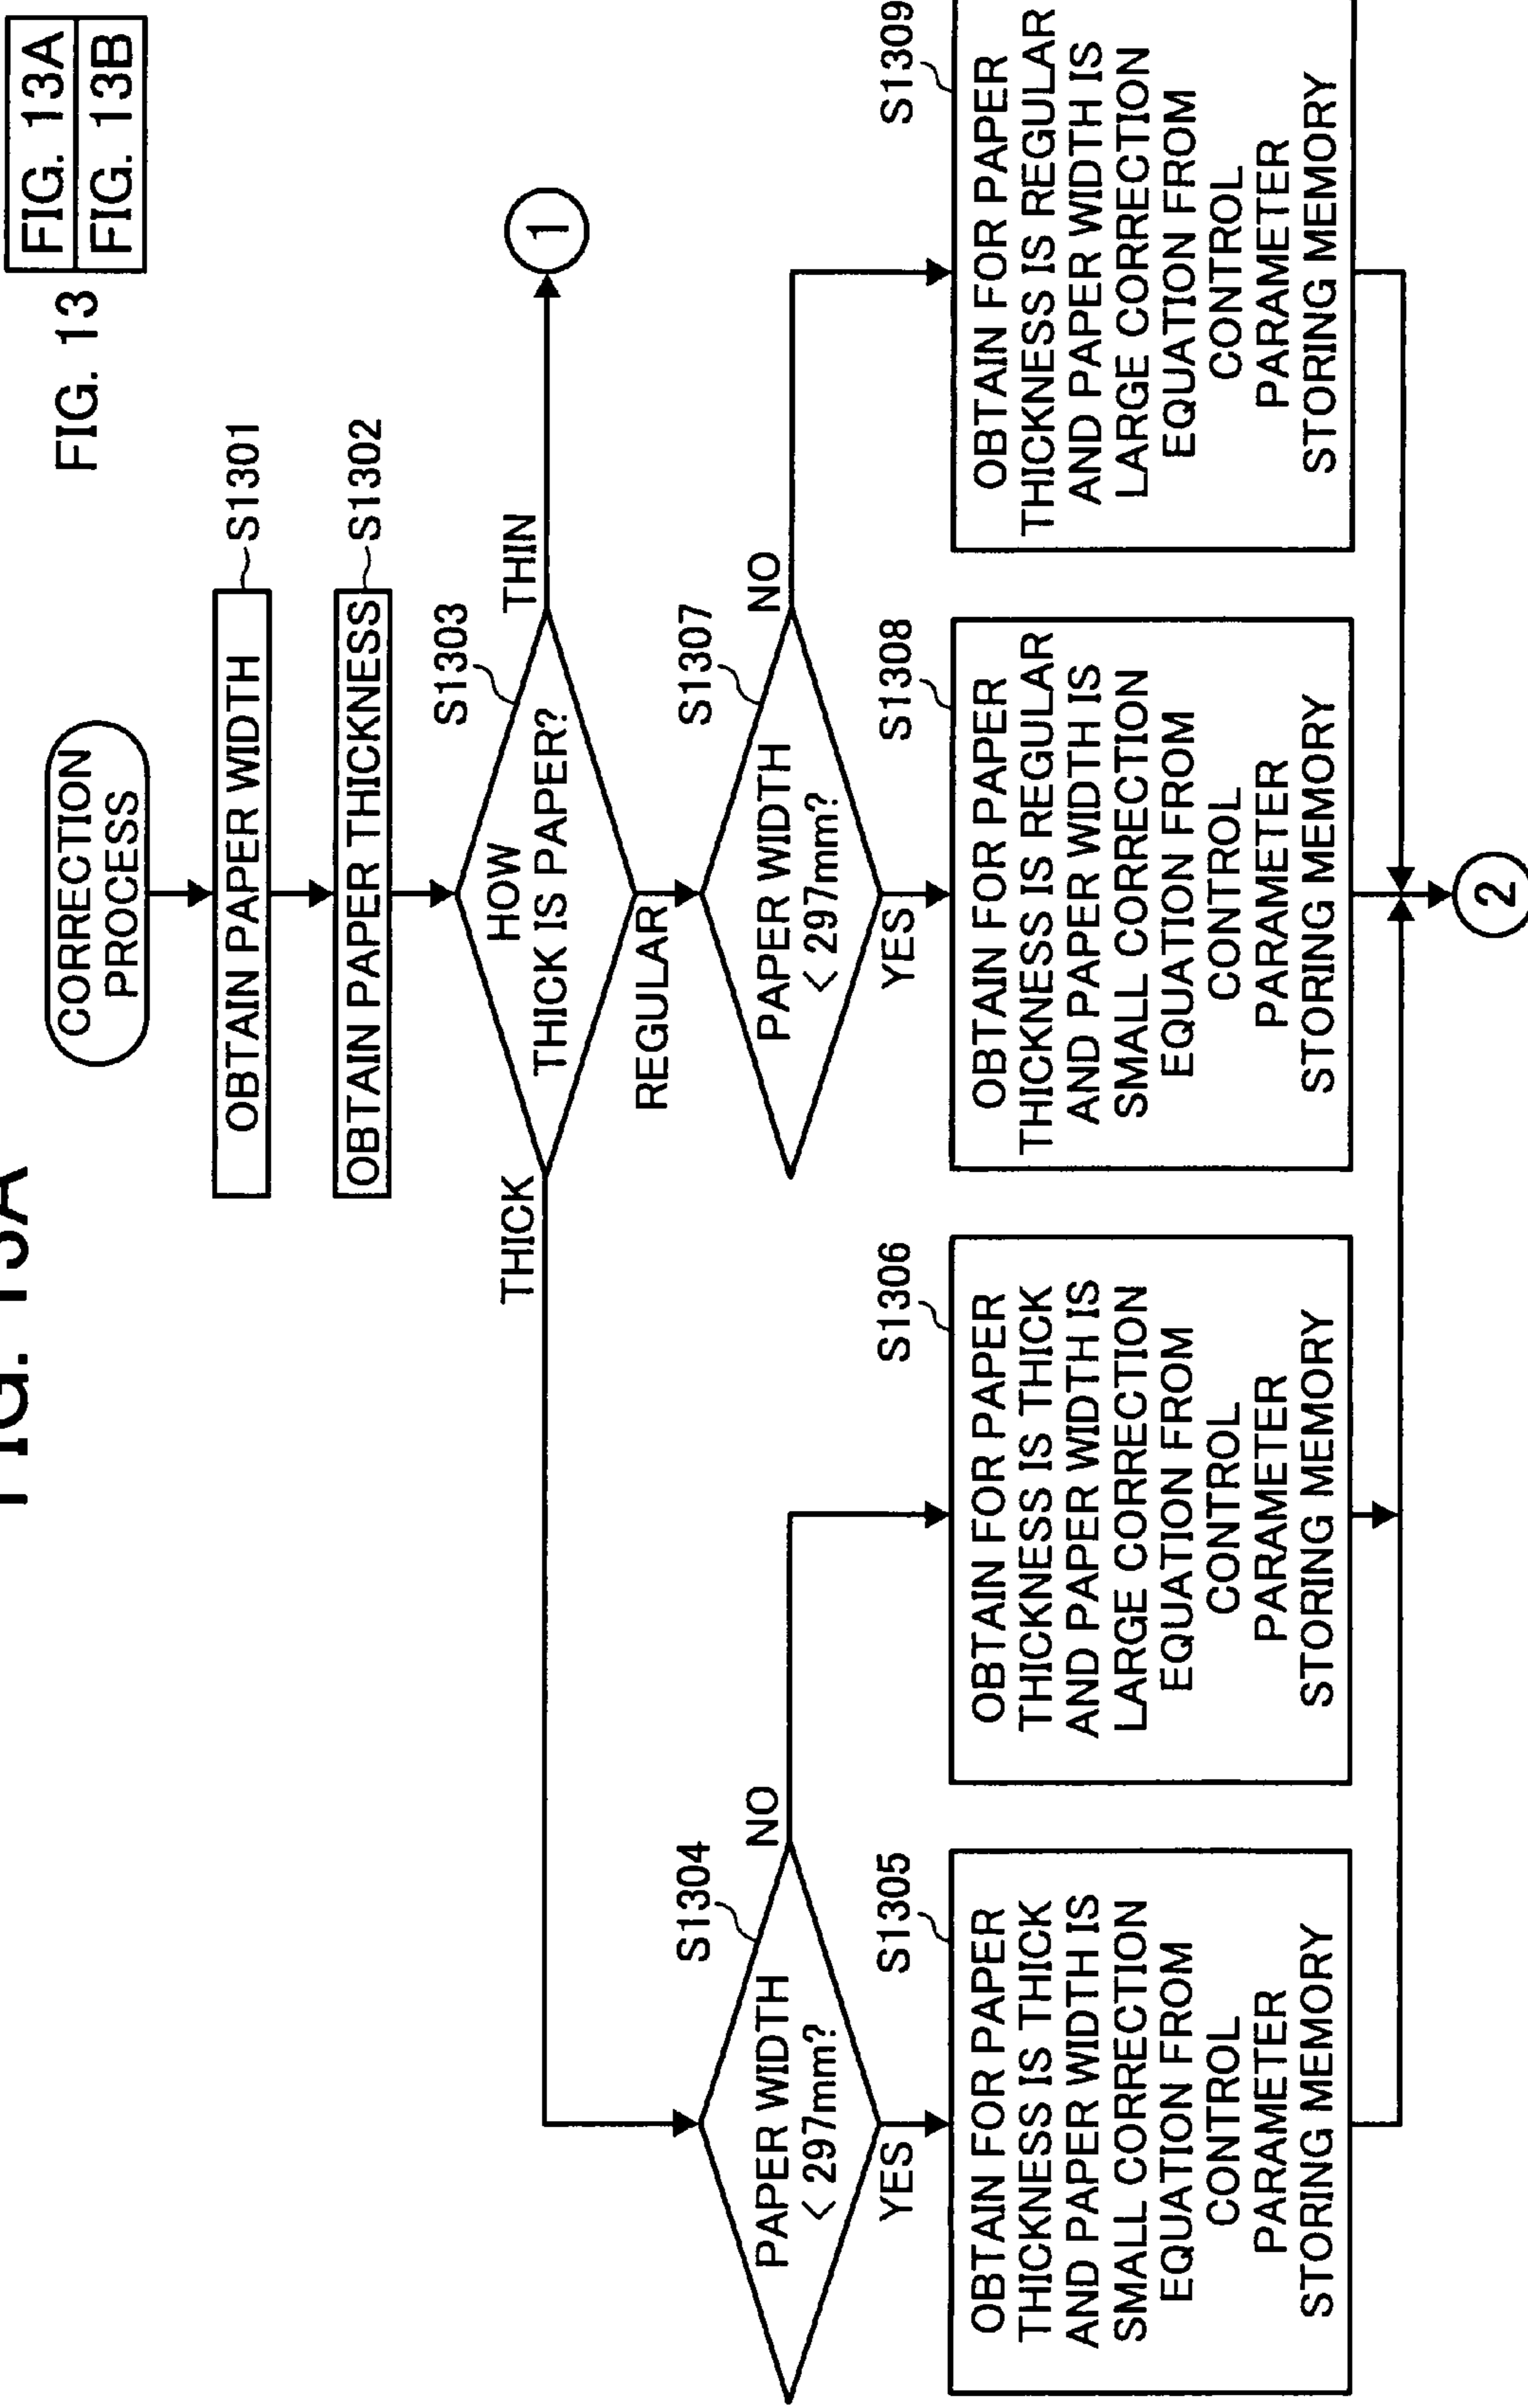 FIG. 13A
FIG. 13
FIG. 13A
FIG. 13B
CORRECTION
PROCESS
OBTAIN PAPER WIDTH
S1301
OBTAIN PAPER THICKNESS
S1302
HOW
THICK IS PAPER?
S1303
THICK
THIN
REGULAR
1
PAPER WIDTH
< 297mm?
S1304
NO
YES
PAPER WIDTH
< 297mm?
S1307
NO
YES
OBTAIN FOR PAPER
THICKNESS IS THICK
AND PAPER WIDTH IS
SMALL CORRECTION
EQUATION FROM
CONTROL
PARAMETER
STORING MEMORY
S1305
OBTAIN FOR PAPER
THICKNESS IS THICK
AND PAPER WIDTH IS
LARGE CORRECTION
EQUATION FROM
CONTROL
PARAMETER
STORING MEMORY
S1306
OBTAIN FOR PAPER
THICKNESS IS REGULAR
AND PAPER WIDTH IS
SMALL CORRECTION
EQUATION FROM
CONTROL
PARAMETER
STORING MEMORY
S1308
OBTAIN FOR PAPER
THICKNESS IS REGULAR
AND PAPER WIDTH IS
LARGE CORRECTION
EQUATION FROM
CONTROL
PARAMETER
STORING MEMORY
S1309
2